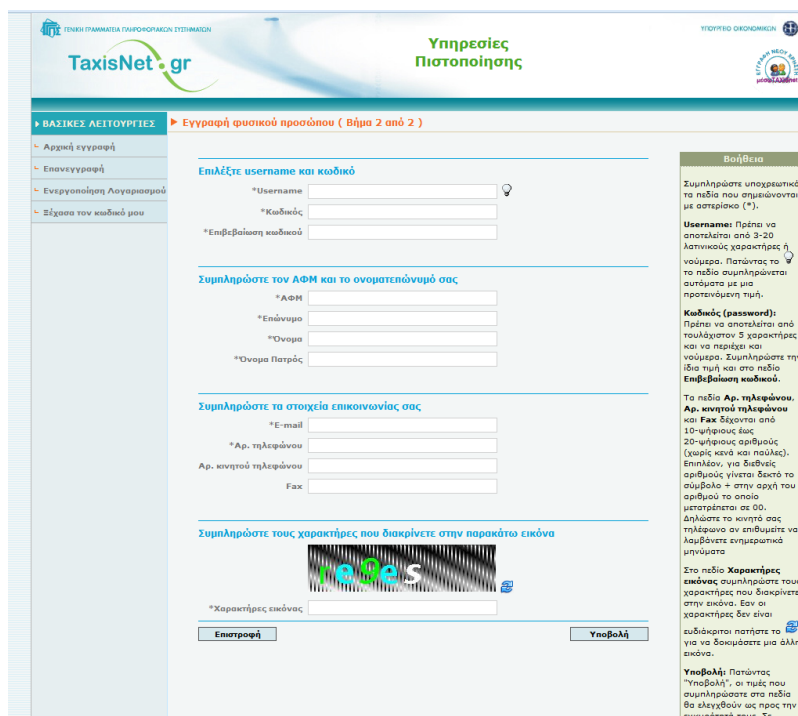 ΓΕΝΙΚΗ ΓΡΑΜΜΑΤΕΙΑ ΠΛΗΡΟΦΟΡΙΑΚΩΝ ΣΥΣΤΗΜΑΤΩΝ
ΥΠΟΥΡΓΕΙΟ ΟΙΚΟΝΟΜΙΚΩΝ
TaxisNet.gr
Υπηρεσίες
Πιστοποίησης
ΕΓΓΡΑΦΗ ΝΕΟΥ ΧΡΗΣΤΗ
μέσω TAXISnet
ΒΑΣΙΚΕΣ ΛΕΙΤΟΥΡΓΙΕΣ
Αρχική εγγραφή
Επανεγγραφή
Ενεργοποίηση Λογαριασμού
Ξέχασα τον κωδικό μου
Εγγραφή φυσικού προσώπου ( Βήμα 2 από 2 )
Επιλέξτε username και κωδικό
*Username
*Κωδικός
*Επιβεβαίωση κωδικού
Συμπληρώστε τον ΑΦΜ και το ονοματεπώνυμό σας
*ΑΦΜ
*Επώνυμο
*Όνομα
*Όνομα Πατρός
Συμπληρώστε τα στοιχεία επικοινωνίας σας
*E-mail
*Αρ. τηλεφώνου
Αρ. κινητού τηλεφώνου
Fax
Συμπληρώστε τους χαρακτήρες που διακρίνετε στην παρακάτω εικόνα
re9es
*Χαρακτήρες εικόνας
Επιστροφή
Υποβολή
Βοήθεια
Συμπληρώστε υποχρεωτικά
τα πεδία που σημειώνονται
με αστερίσκο (*).
Username: Πρέπει να
αποτελείται από 3-20
λατινικούς χαρακτήρες ή
νούμερα. Πατώντας το
το πεδίο συμπληρώνεται
αυτόματα με μια
προτεινόμενη τιμή.
Κωδικός (password):
Πρέπει να αποτελείται από
τουλάχιστον 5 χαρακτήρες
και να περιέχει και
νούμερα. Συμπληρώστε την
ίδια τιμή και στο πεδίο
Επιβεβαίωση κωδικού.
Τα πεδία Αρ. τηλεφώνου,
Αρ. κινητού τηλεφώνου
και Fax δέχονται από
10-ψήφιους έως
20-ψήφιους αριθμούς
(χωρίς κενά και παύλες).
Επιπλέον, για διεθνείς
αριθμούς γίνεται δεκτό το
σύμβολο + στην αρχή του
αριθμού το οποίο
μετατρέπεται σε 00.
Δηλώστε το κινητό σας
τηλέφωνο αν επιθυμείτε να
λαμβάνετε ενημερωτικά
μηνύματα
Στο πεδίο Χαρακτήρες
εικόνας συμπληρώστε τους
χαρακτήρες που διακρίνετε
στην εικόνα. Εαν οι
χαρακτήρες δεν είναι
ευδιάκριτοι πατήστε το
για να δοκιμάσετε μια άλλη
εικόνα.
Υποβολή: Πατώντας
"Υποβολή", οι τιμές που
συμπληρώσατε στα πεδία
θα ελεγχθούν ως προς την